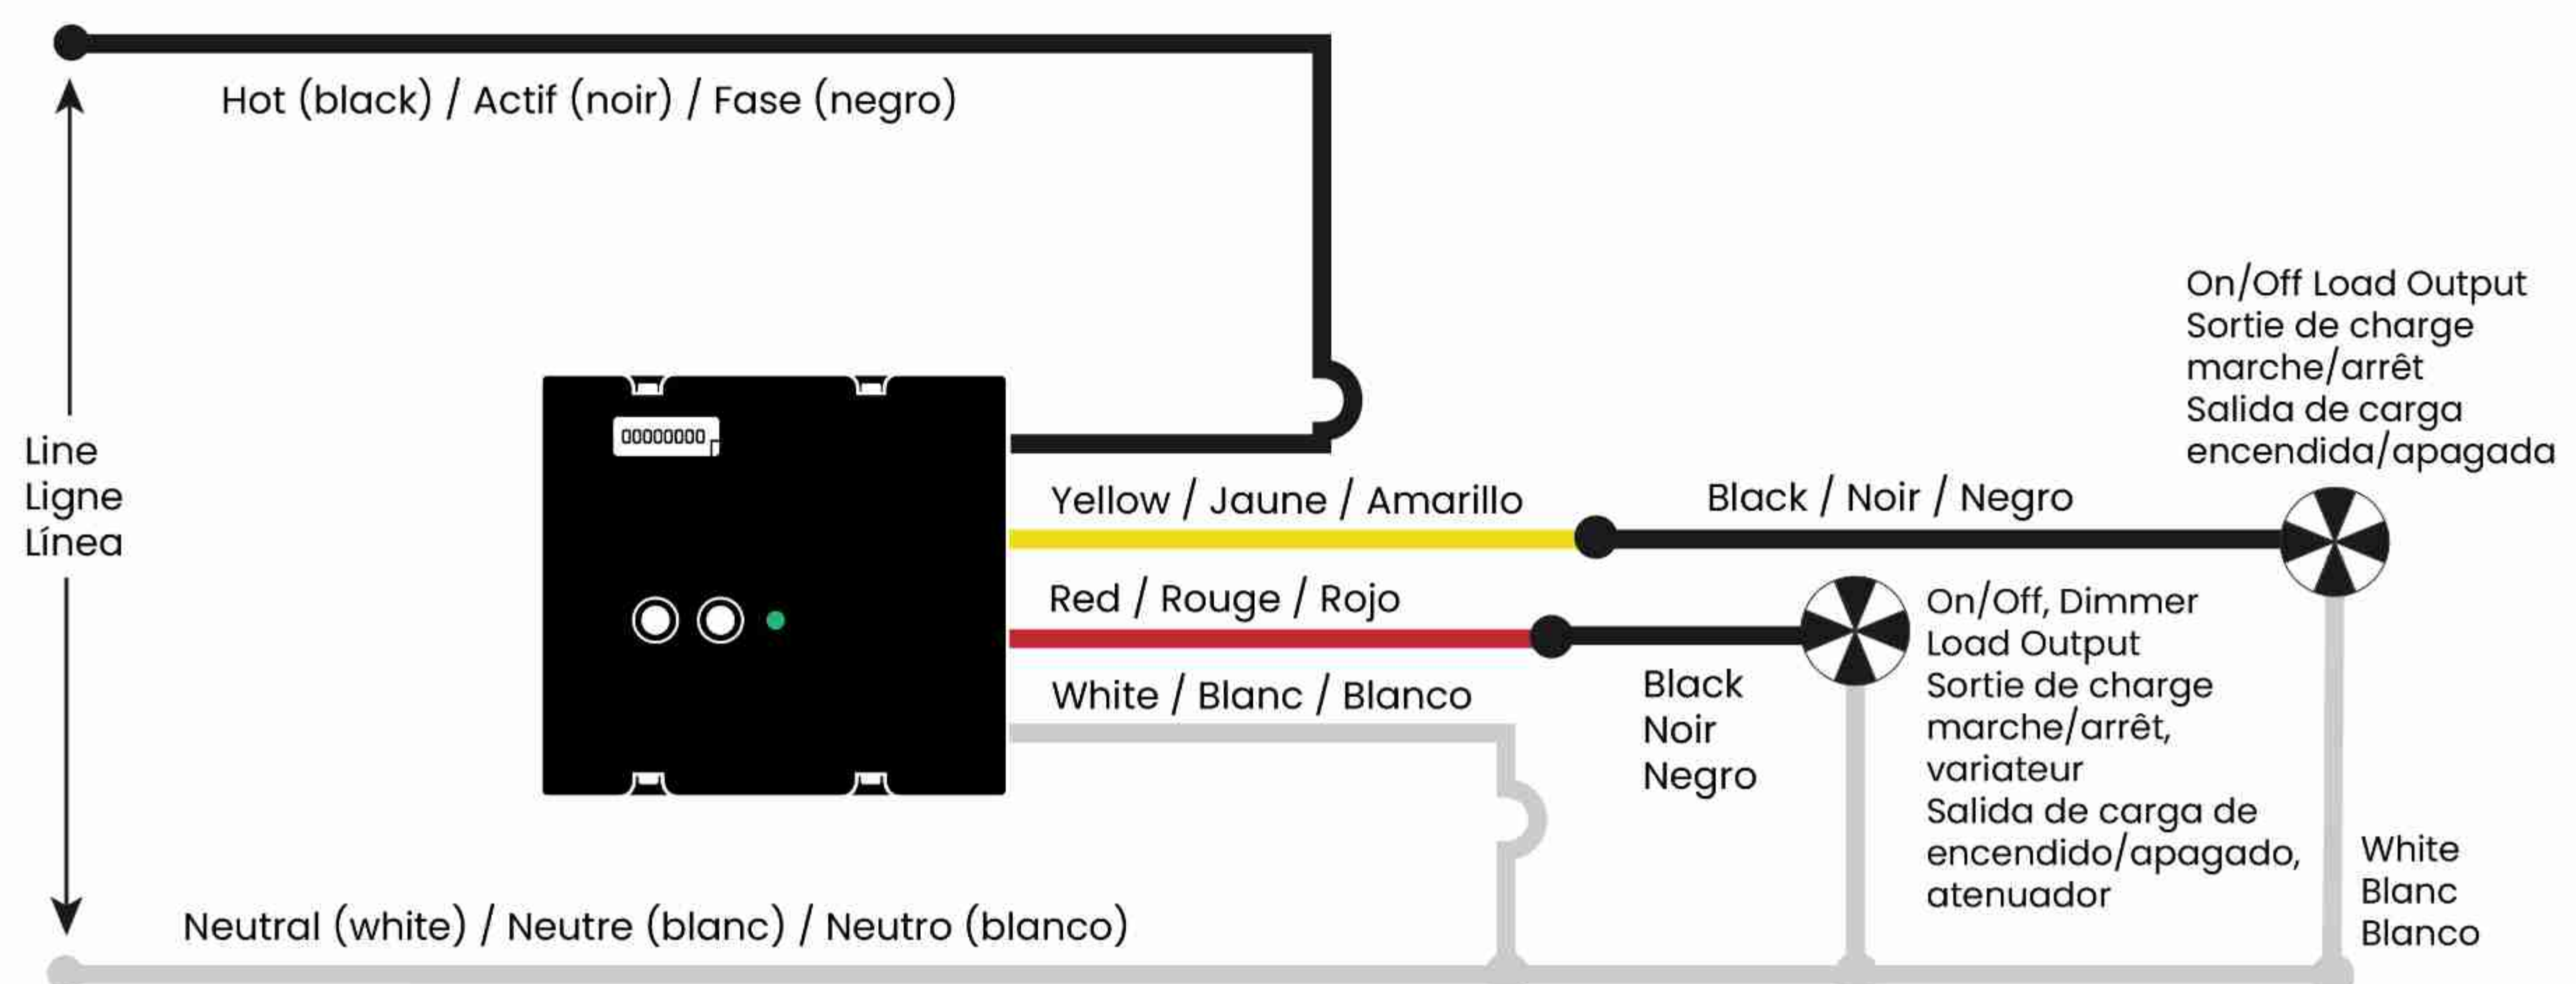 Hot (black) / Actif (noir) / Fase (negro)
Line
Ligne
Línea
00000000
Yellow / Jaune / Amarillo
Black / Noir / Negro
On/Off Load Output
Sortie de charge
marche/arrêt
Salida de carga
encendida/apagada
Red / Rouge / Rojo
Black
Noir
Negro
On/Off, Dimmer
Load Output
Sortie de charge
marche/arrêt,
variateur
Salida de carga de
encendido/apagado,
atenuador
White / Blanc / Blanco
White
Blanc
Blanco
Neutral (white) / Neutre (blanc) / Neutro (blanco)